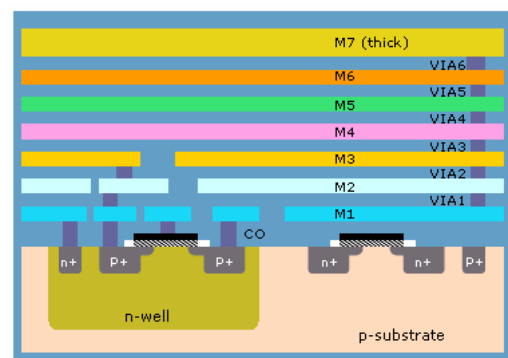 M7 (thick)
VIA6
M6
VIA5
M5
VIA4
M4
VIA3
M3
VIA2
M2
VIA1
M1
CO
n+
P+
P+
n+
n+
P+
n-well
p-substrate